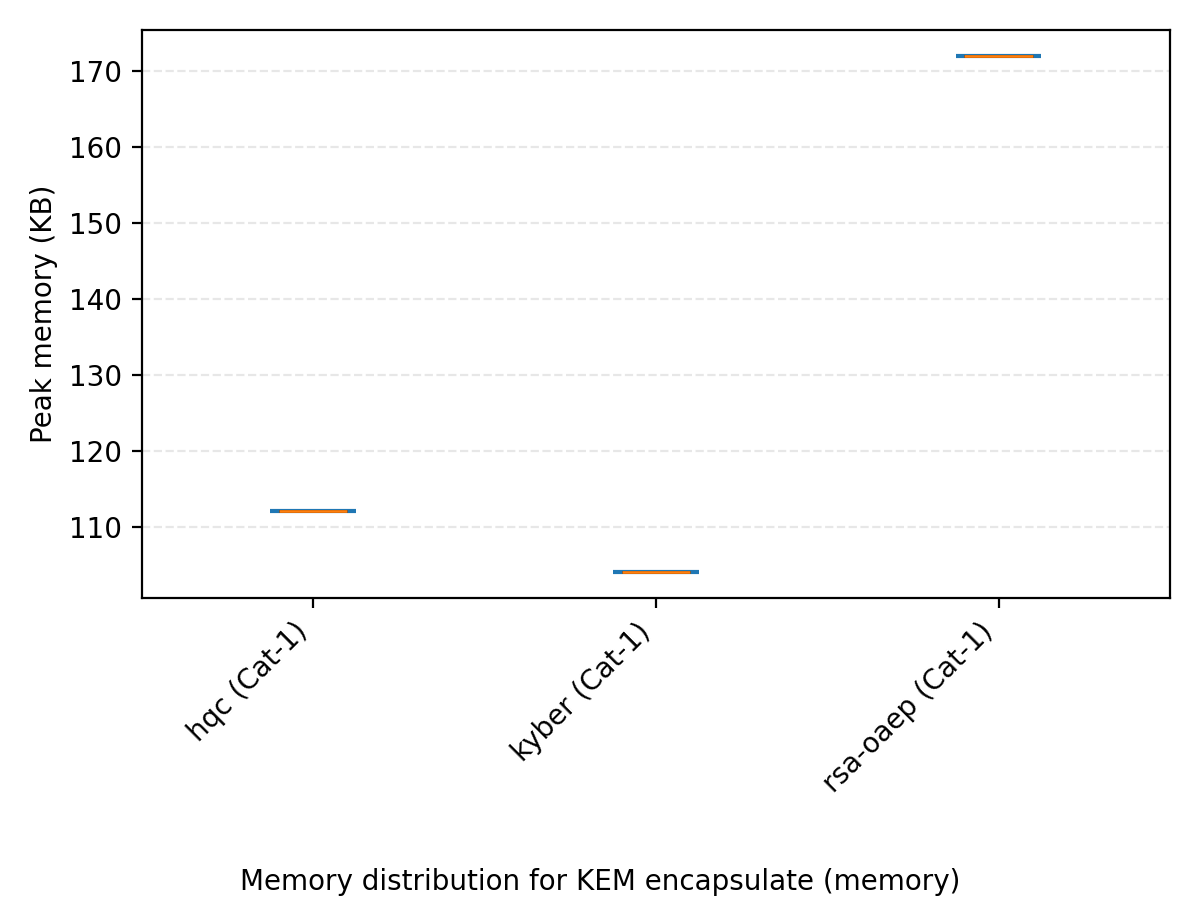 170
160
150
140
130
120
110
Peak memory (KB)
hqc (Cat-1)
kyber (Cat-1)
rsa-oaep (Cat-1)
Memory distribution for KEM encapsulate (memory)